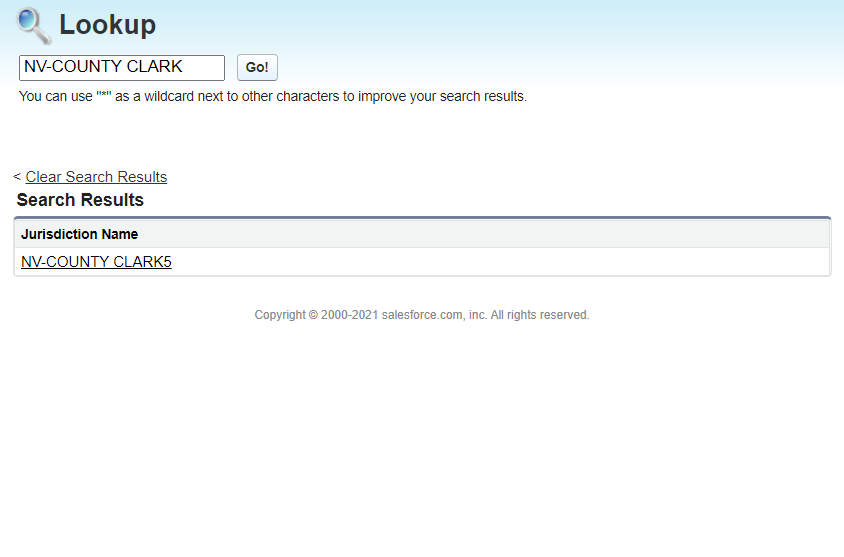 Lookup
NV-COUNTY CLARK Go!
You can use "*" as a wildcard next to other characters to improve your search results.
< Clear Search Results
Search Results
Jurisdiction Name
NV-COUNTY CLARK5
Copyright © 2000-2021 salesforce.com, inc. All rights reserved.